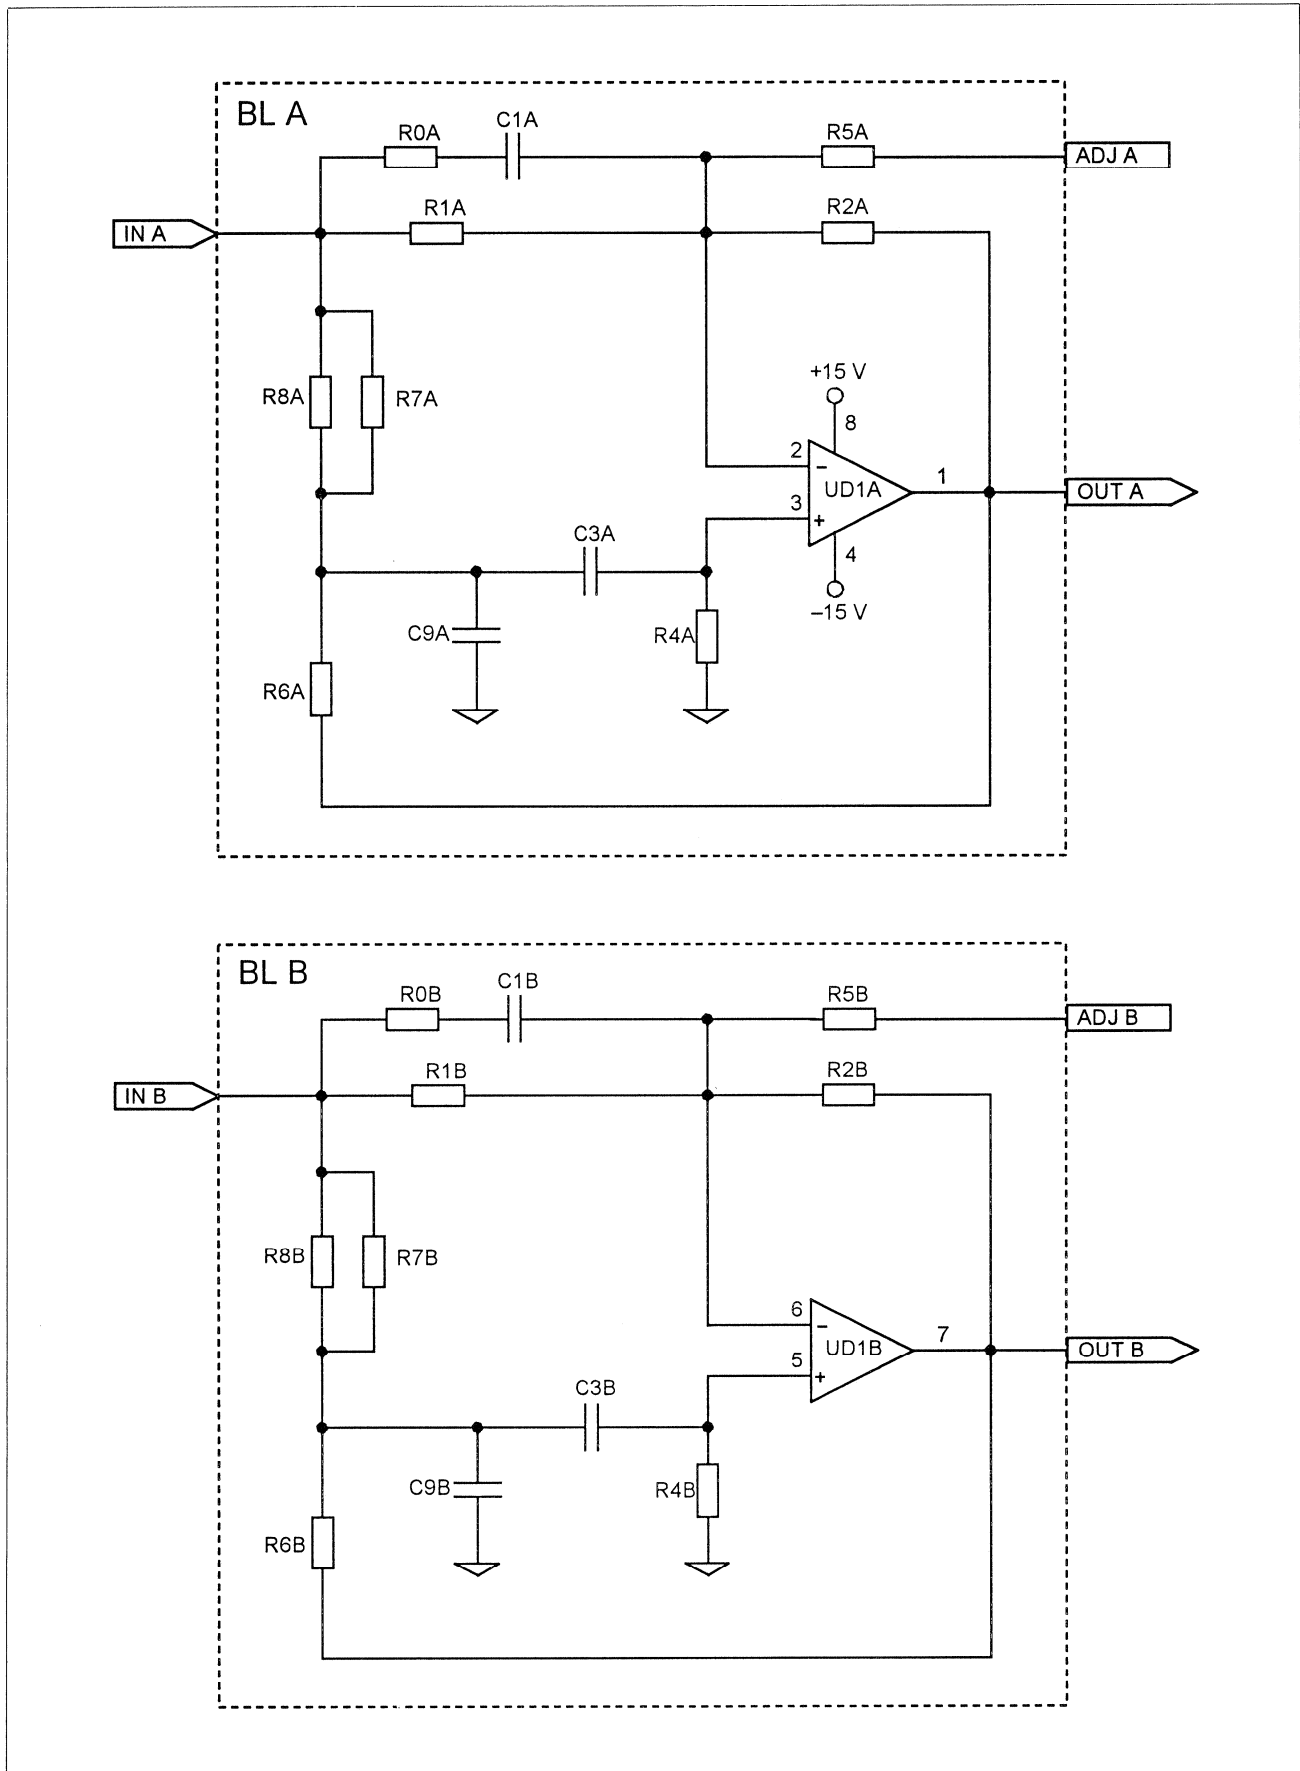 BL A
C1A
R0A
R5A
ADJ A
R1A
R2A
IN A
+15 V
8
R8A
R7A
2
−
UD1A
1
OUT A
3
+
C3A
4
–15 V
C9A
R4A
R6A
BL B
C1B
R0B
R5B
ADJ B
R1B
R2B
IN B
R8B
R7B
6
−
UD1B
7
OUT B
5
+
C3B
C9B
R4B
R6B